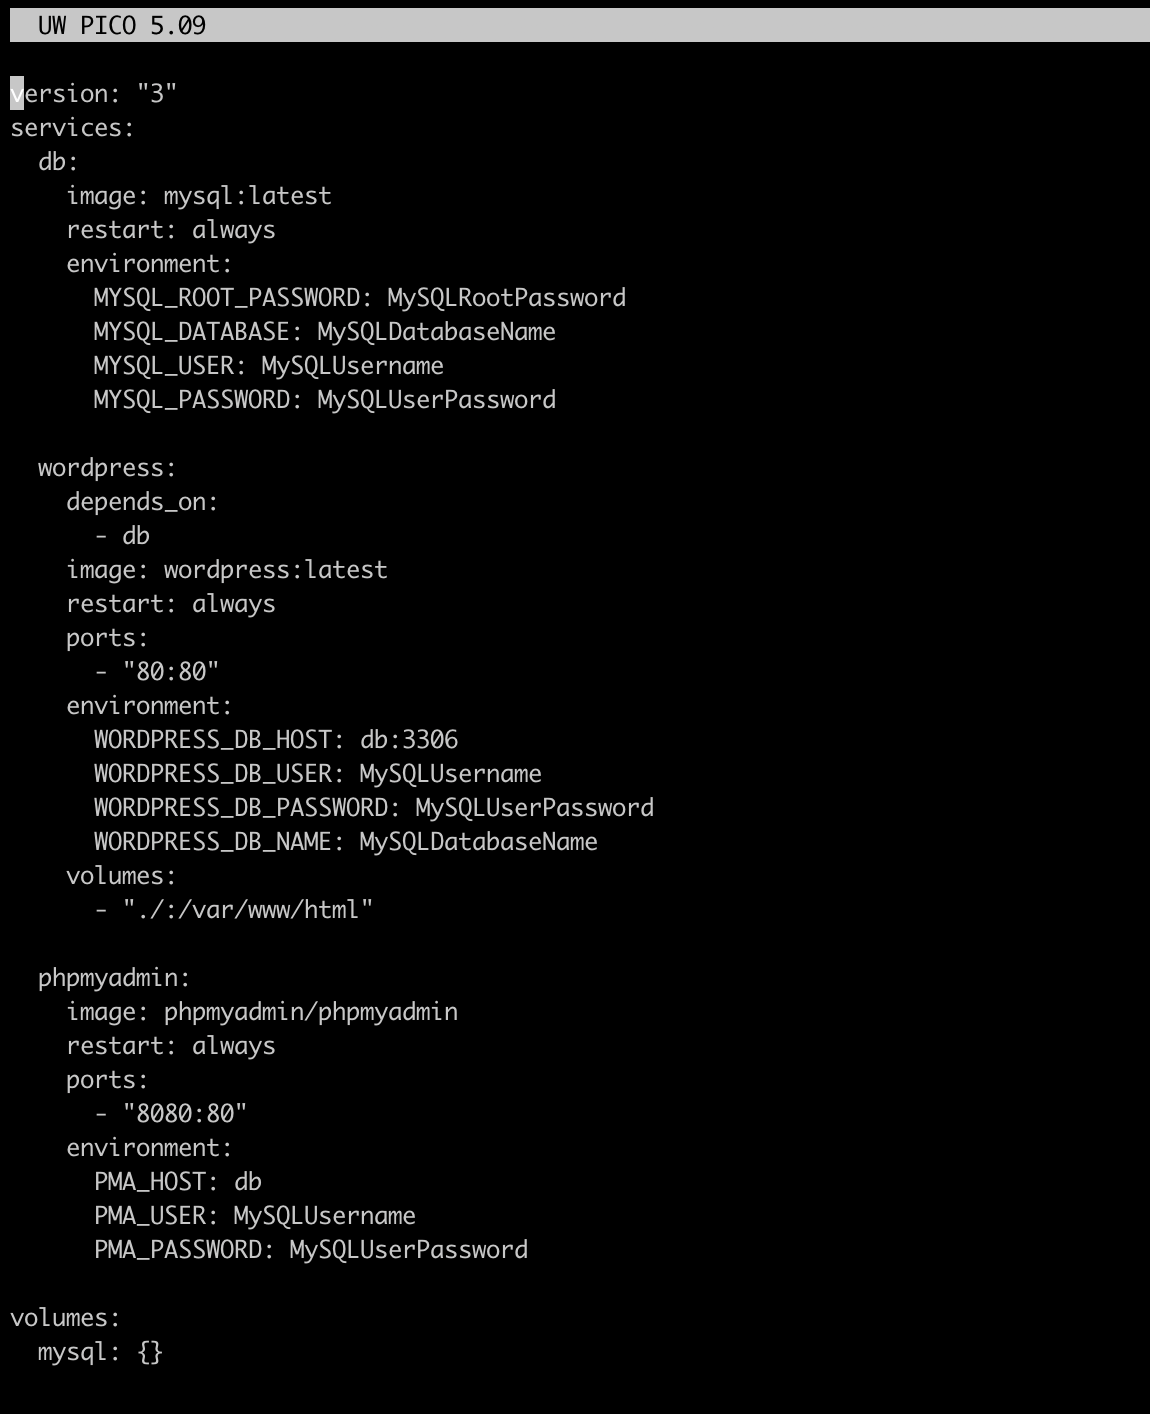 UW PICO 5.09
version: "3"
services:
  db:
    image: mysql:latest
    restart: always
    environment:
      MYSQL_ROOT_PASSWORD: MySQLRootPassword
      MYSQL_DATABASE: MySQLDatabaseName
      MYSQL_USER: MySQLUsername
      MYSQL_PASSWORD: MySQLUserPassword

  wordpress:
    depends_on:
      - db
    image: wordpress:latest
    restart: always
    ports:
      - "80:80"
    environment:
      WORDPRESS_DB_HOST: db:3306
      WORDPRESS_DB_USER: MySQLUsername
      WORDPRESS_DB_PASSWORD: MySQLUserPassword
      WORDPRESS_DB_NAME: MySQLDatabaseName
    volumes:
      - "./:/var/www/html"

  phpmyadmin:
    image: phpmyadmin/phpmyadmin
    restart: always
    ports:
      - "8080:80"
    environment:
      PMA_HOST: db
      PMA_USER: MySQLUsername
      PMA_PASSWORD: MySQLUserPassword

volumes:
  mysql: {}